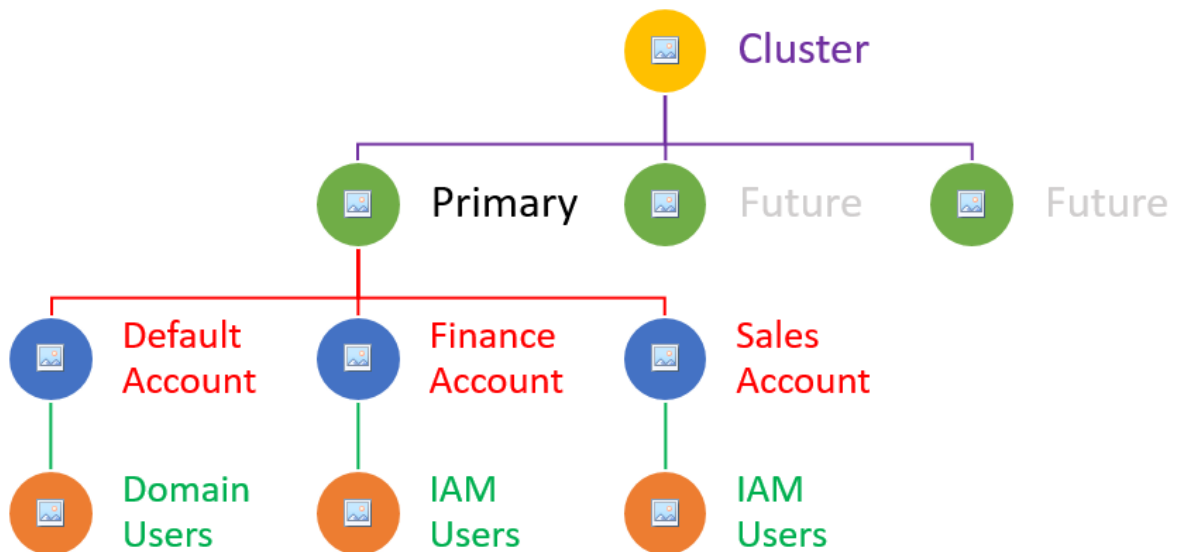 Cluster
Primary
Future
Future
Default
Account
Finance
Account
Sales
Account
Domain
Users
IAM
Users
IAM
Users